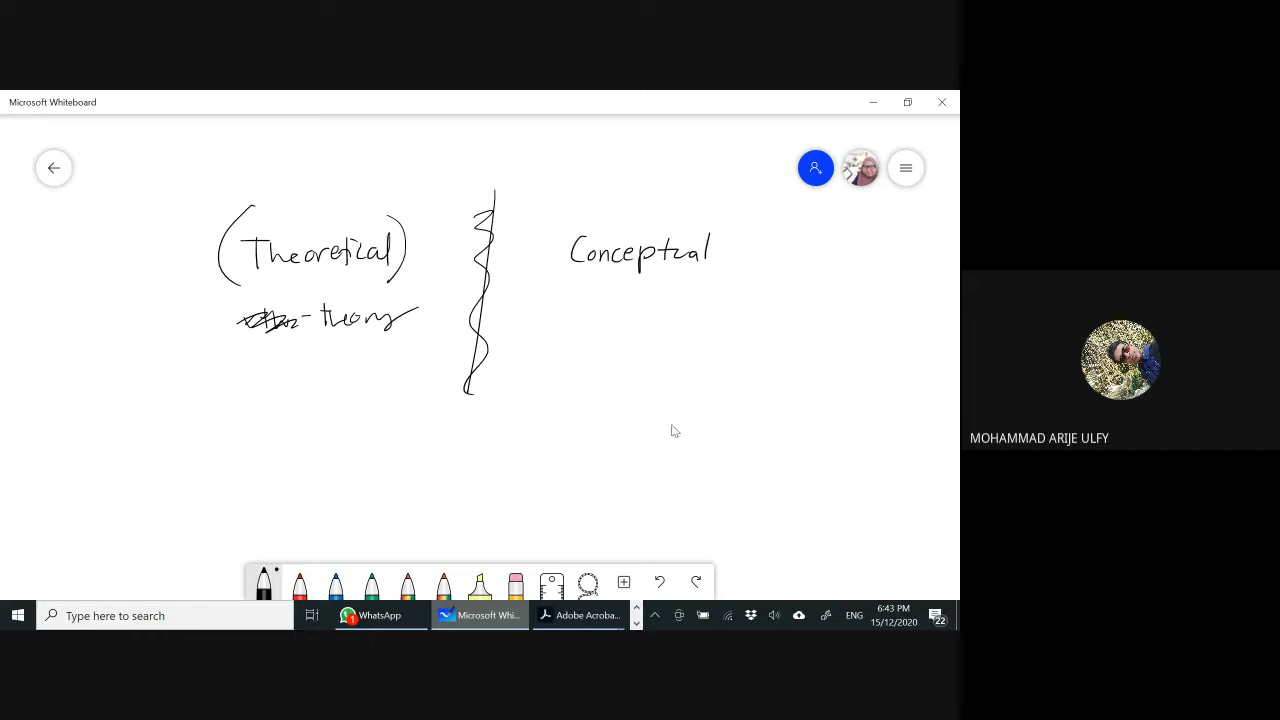 Microsoft Whiteboard
(Theoretical)
Conceptual
- theory
MOHAMMAD ARIJE ULFY
Type here to search
1
WhatsApp
Microsoft Whi...
Adobe Acroba...
ENG
6:43 PM
15/12/2020
22